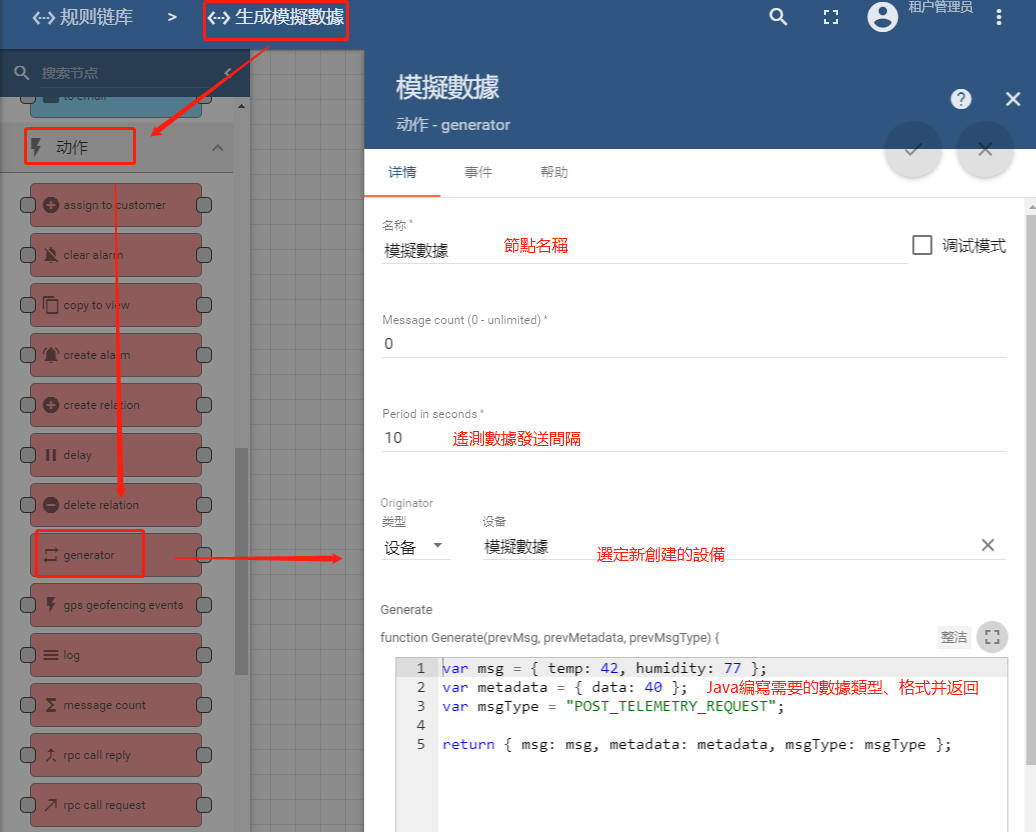 规则链库 > 生成模擬數據
租户管理员
搜索节点
to email
动作
assign to customer
clear alarm
copy to view
create alarm
create relation
delay
delete relation
generator
gps geofencing events
log
message count
rpc call reply
rpc call request
模擬數據
动作 - generator
详情 事件 帮助
名称 *
模擬數據 節點名稱
调试模式
Message count (0 - unlimited) *
0
Period in seconds *
10 遙測數據發送間隔
Originator
类型 设备
设备 模擬數據 選定新創建的設備
Generate
function Generate(prevMsg, prevMetadata, prevMsgType) {
整洁
1 var msg = { temp: 42, humidity: 77 };
2 var metadata = { data: 40 }; Java編寫需要的數據類型、格式并返回
3 var msgType = "POST_TELEMETRY_REQUEST";
4
5 return { msg: msg, metadata: metadata, msgType: msgType };